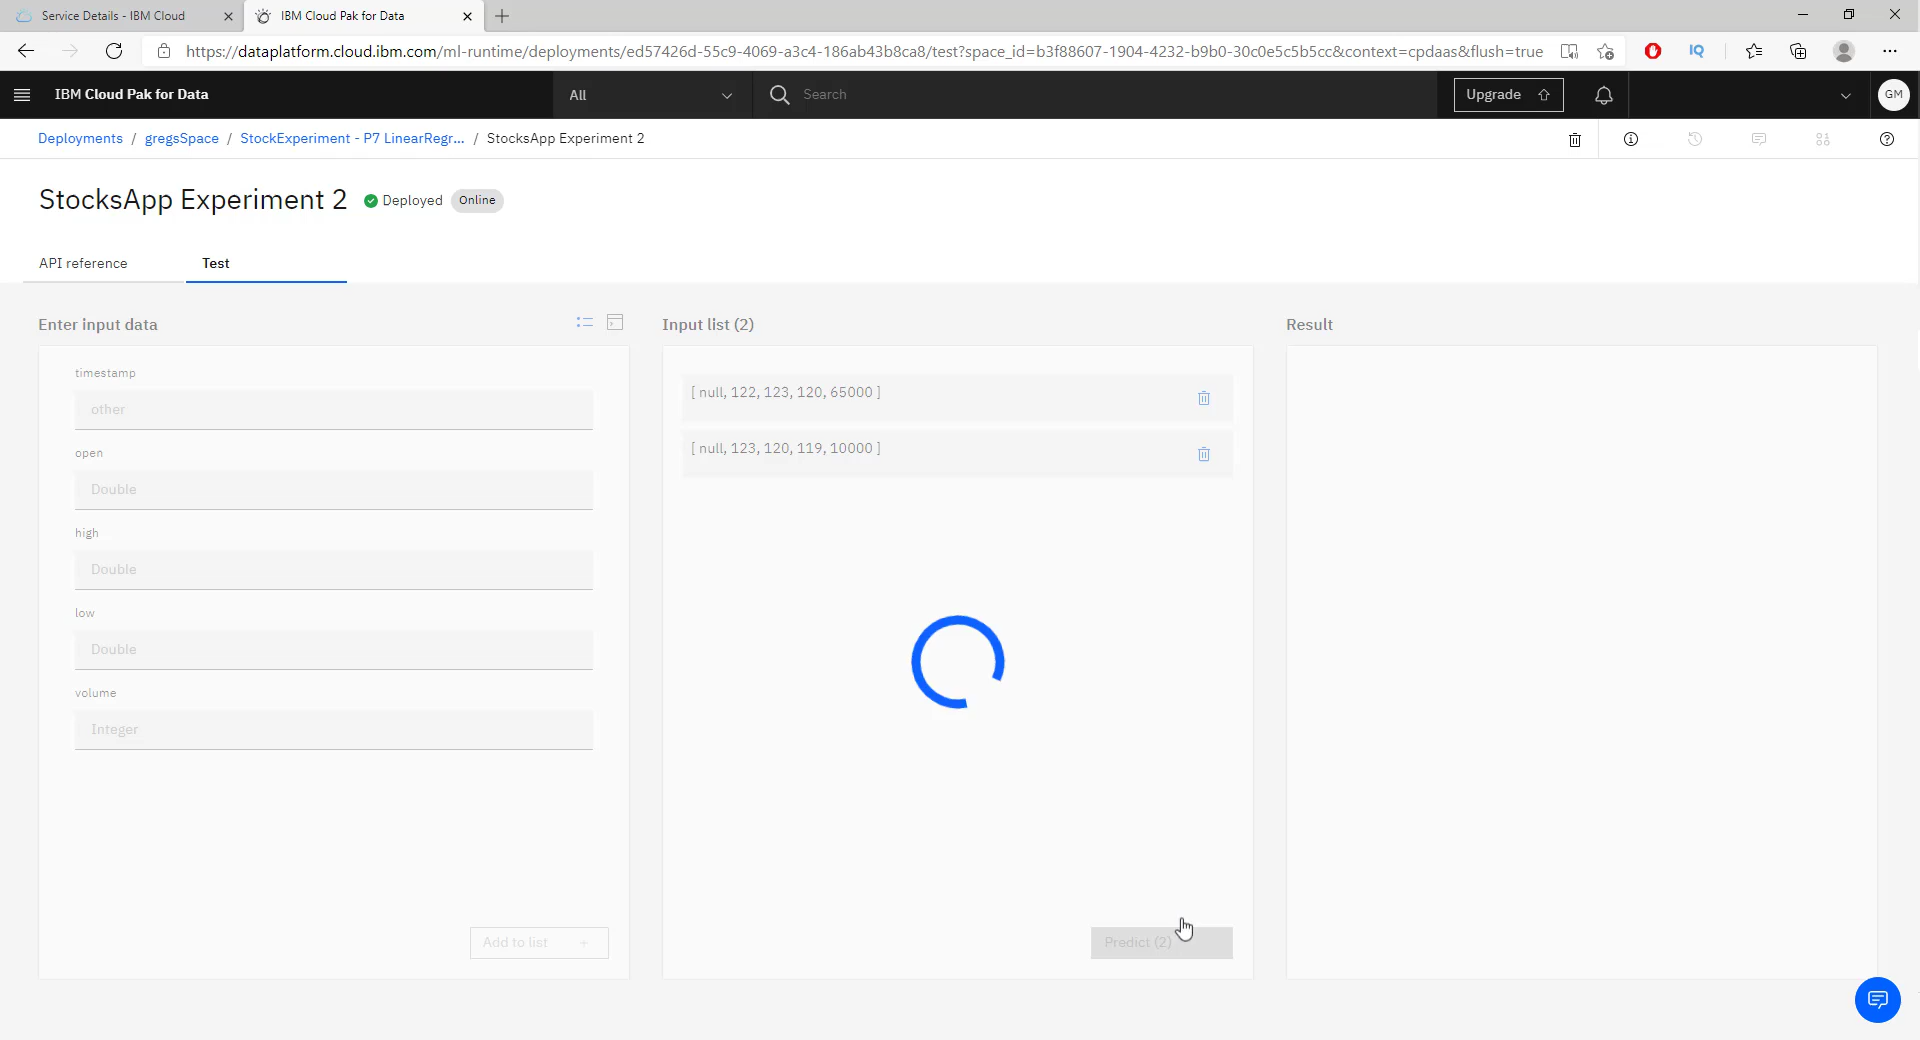 Service Details - IBM Cloud
IBM Cloud Pak for Data
https://dataplatform.cloud.ibm.com/ml-runtime/deployments/ed57426d-55c9-4069-a3c4-186ab43b8ca8/test?space_id=b3f88607-1904-4232-b9b0-30c0e5c5b5cc&context=cpdaas&flush=true
IQ
IBM Cloud Pak for Data
All
Search
Upgrade
GM
Deployments / gregsSpace / StockExperiment - P7 LinearRegr... / StocksApp Experiment 2
StocksApp Experiment 2
Deployed
Online
API reference
Test
Enter input data
Input list (2)
Result
timestamp
other
open
Double
high
Double
low
Double
volume
Integer
[ null, 122, 123, 120, 65000 ]
[ null, 123, 120, 119, 10000 ]
Add to list +
Predict (2)